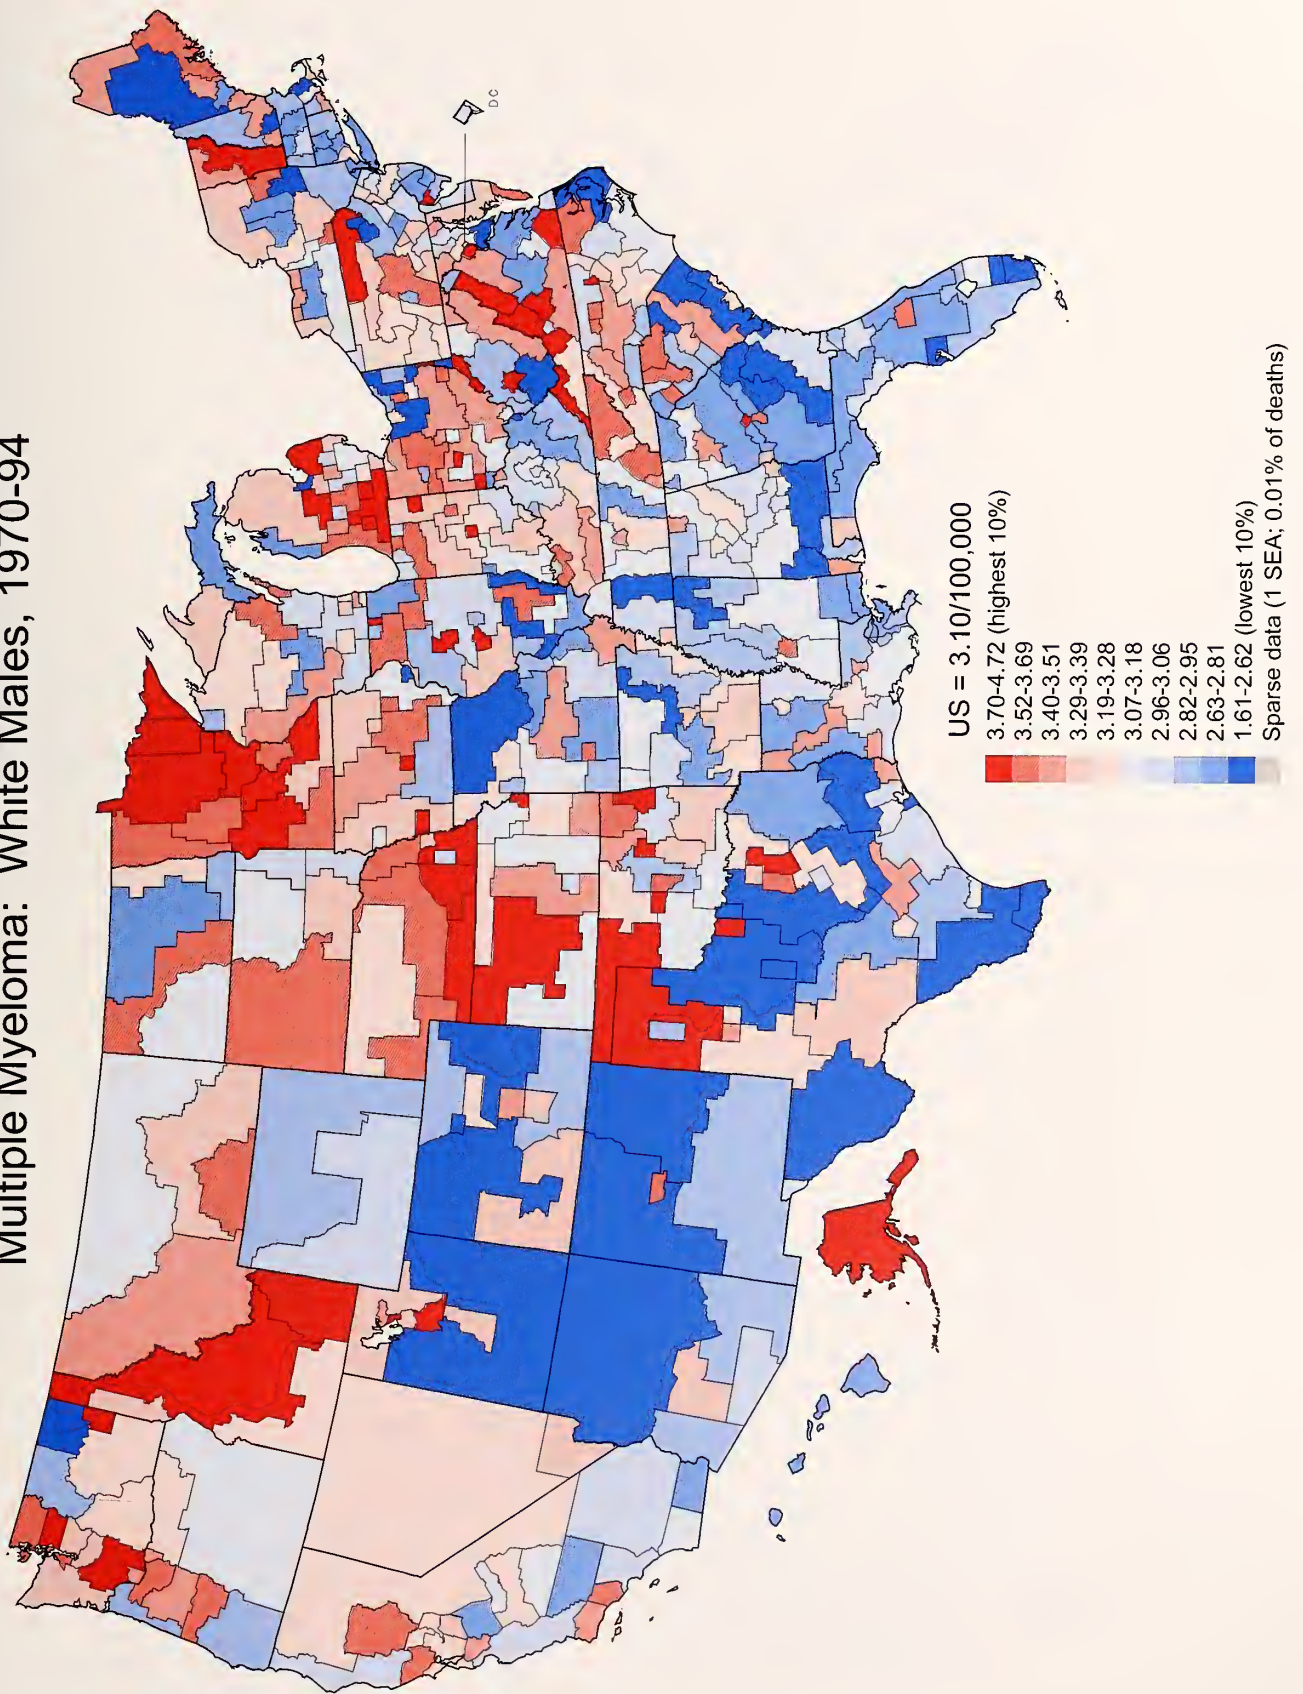 Multiple Myeloma: White Males, 1970-94
DC
US = 3.10/100,000
3.70-4.72 (highest 10%)
3.52-3.69
3.40-3.51
3.29-3.39
3.19-3.28
3.07-3.18
2.96-3.06
2.82-2.95
2.63-2.81
1.61-2.62 (lowest 10%)
Sparse data (1 SEA; 0.01% of deaths)